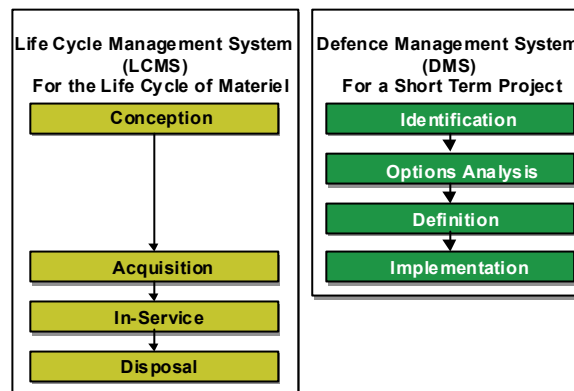 Life Cycle Management System
(LCMS)
For the Life Cycle of Materiel
Conception
Acquisition
In-Service
Disposal
Defence Management System
(DMS)
For a Short Term Project
Identification
Options Analysis
Definition
Implementation